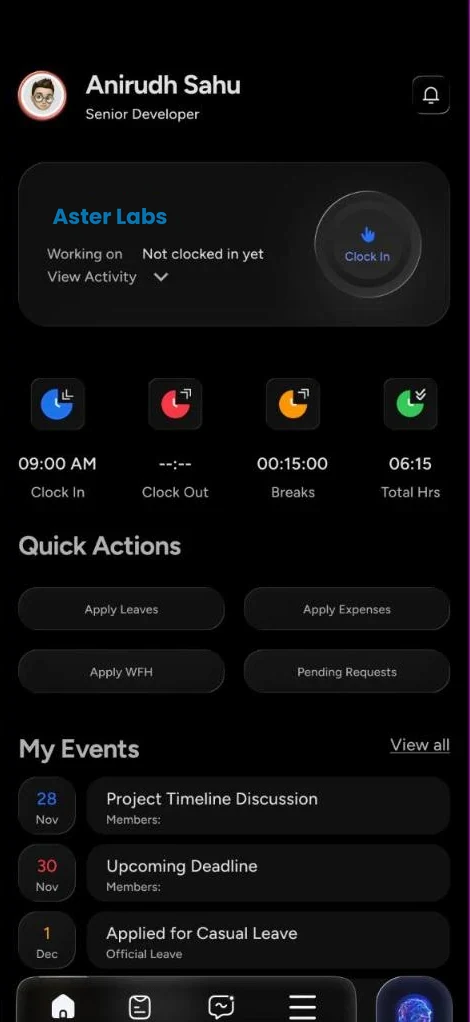 Anirudh Sahu
Senior Developer
Aster Labs
Working on Not clocked in yet
View Activity
Clock In
09:00 AM --:-- 00:15:00 06:15
Clock In Clock Out Breaks Total Hrs
Quick Actions
Apply Leaves Apply Expenses
Apply WFH Pending Requests
My Events View all
28 Project Timeline Discussion
Nov Members:
30 Upcoming Deadline
Nov Members:
1 Applied for Casual Leave
Dec Official Leave